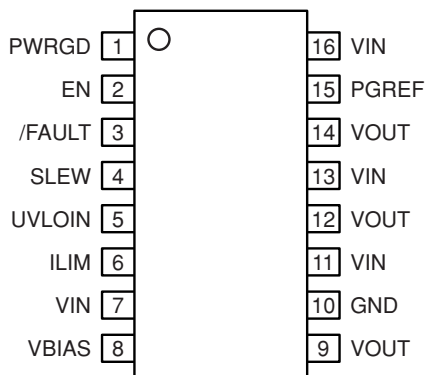 PWRGD 1 16 VIN
EN 2 15 PGREF
/FAULT 3 14 VOUT
SLEW 4 13 VIN
UVLOIN 5 12 VOUT
ILIM 6 11 VIN
VIN 7 10 GND
VBIAS 8 9 VOUT